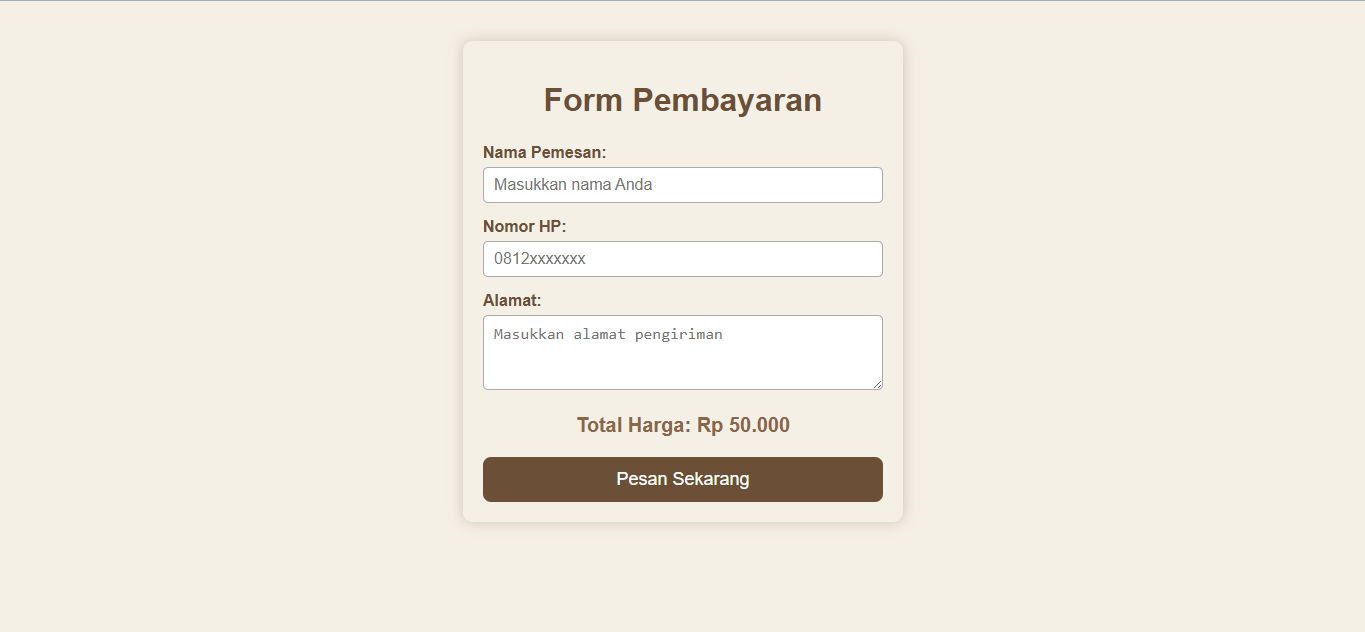 Form Pembayaran
Nama Pemesan:
Masukkan nama Anda
Nomor HP:
0812xxxxxxx
Alamat:
Masukkan alamat pengiriman
Total Harga: Rp 50.000
Pesan Sekarang